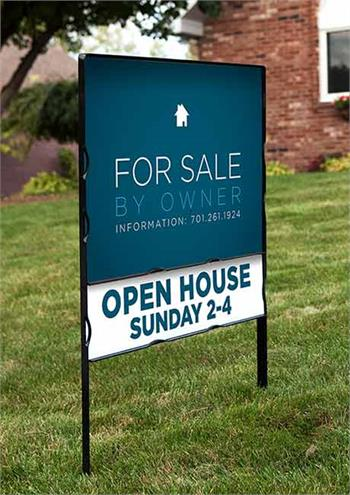 FOR SALE
BY OWNER
INFORMATION: 701.261.1924
OPEN HOUSE
SUNDAY 2-4